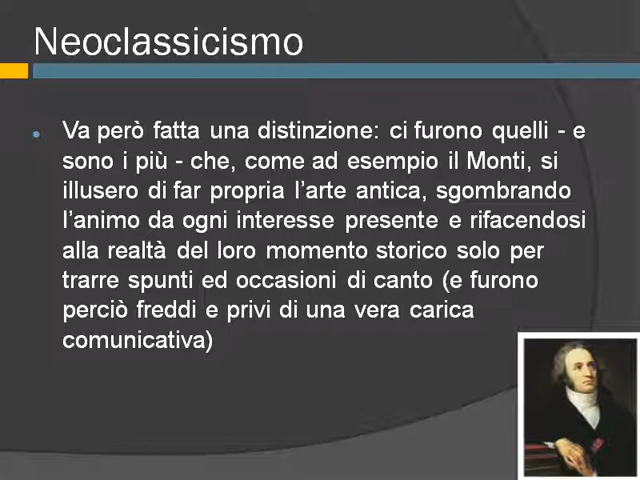 Neoclassicismo
Va però fatta una distinzione: ci furono quelli - e
sono i più - che, come ad esempio il Monti, si
illusero di far propria l’arte antica, sgombrando
l’animo da ogni interesse presente e rifacendosi
alla realtà del loro momento storico solo per
trarre spunti ed occasioni di canto (e furono
perciò freddi e privi di una vera carica
comunicativa)